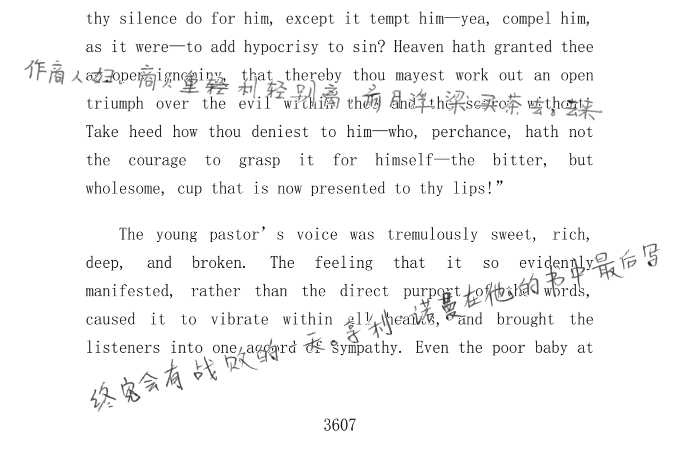 thy silence do for him, except it tempt him—yea, compel him,
as it were—to add hypocrisy to sin? Heaven hath granted thee
作商人妇。商人重利轻别离，前月浮梁买茶去。去来
an open ignominy, that thereby thou mayest work out an open
triumph over the evil within thee, and the sorrow without.
Take heed how thou deniest to him—who, perchance, hath not
the courage to grasp it for himself—the bitter, but
wholesome, cup that is now presented to thy lips!”
The young pastor’s voice was tremulously sweet, rich,
deep, and broken. The feeling that it so evidently
manifested, rather than the direct purport of the words,
caused it to vibrate within all hearts, and brought the
listeners into one accord of sympathy. Even the poor baby at
终究会有战败的一天。亨利·诺曼在他的书中最后写
3607